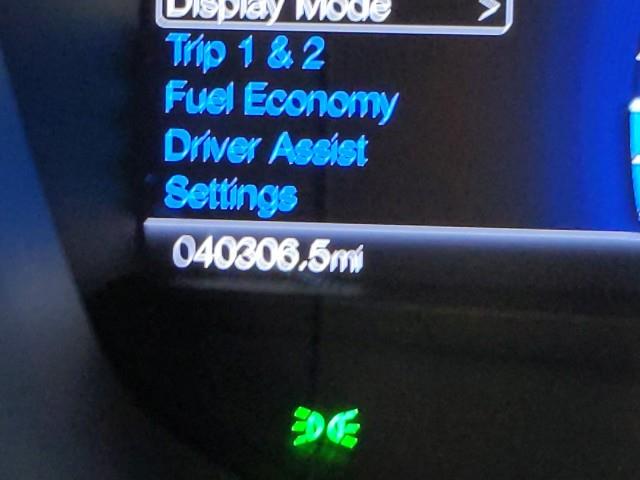 Display Mode >
Trip 1 & 2
Fuel Economy
Driver Assist
Settings
040306.5mi